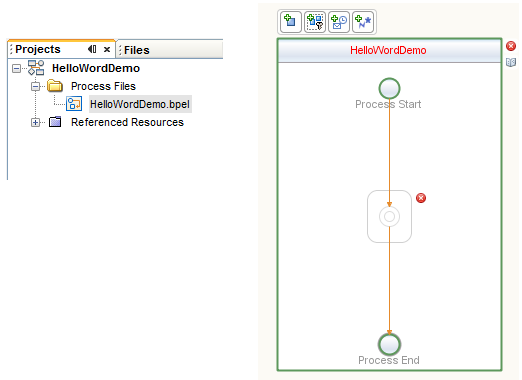 Projects
Files
HelloWordDemo
Process Files
HelloWordDemo.bpel
Referenced Resources
HelloWordDemo
Process Start
Process End